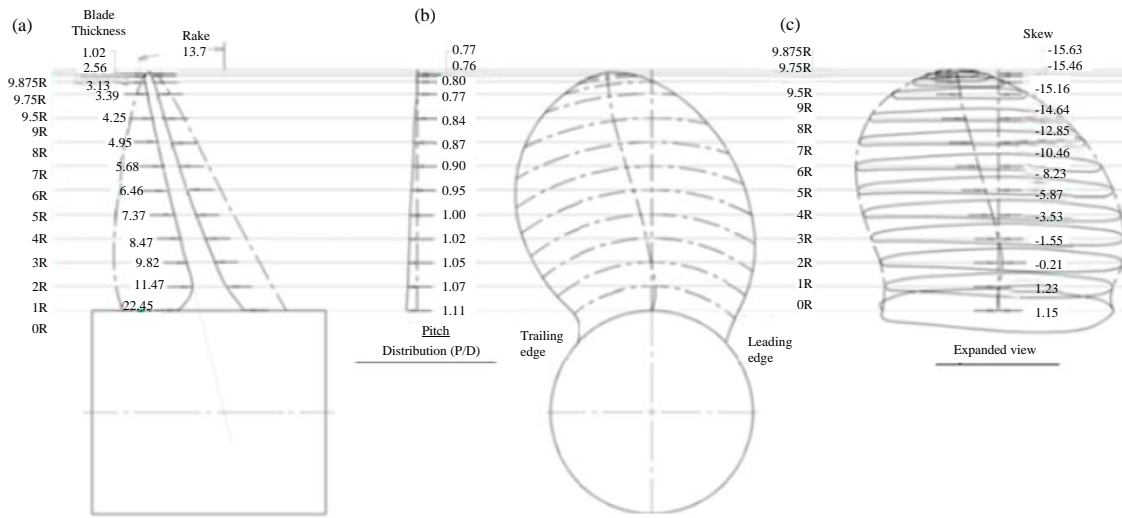 (a)
Blade
Thickness
Rake
13.7
1.02
2.56
3.13
3.39
4.25
4.95
5.68
6.46
7.37
8.47
9.82
11.47
22.45
9.875R
9.75R
9.5R
9R
8R
7R
6R
5R
4R
3R
2R
1R
0R
(b)
0.77
0.76
0.80
0.77
0.84
0.87
0.90
0.95
1.00
1.02
1.05
1.07
1.11
Pitch
Distribution (P/D)
Trailing
edge
Leading
edge
(c)
Skew
9.875R
9.75R
9.5R
9R
8R
7R
6R
5R
4R
3R
2R
1R
0R
-15.63
-15.46
-15.16
-14.64
-12.85
-10.46
- 8.23
-5.87
-3.53
-1.55
-0.21
1.23
1.15
Expanded view